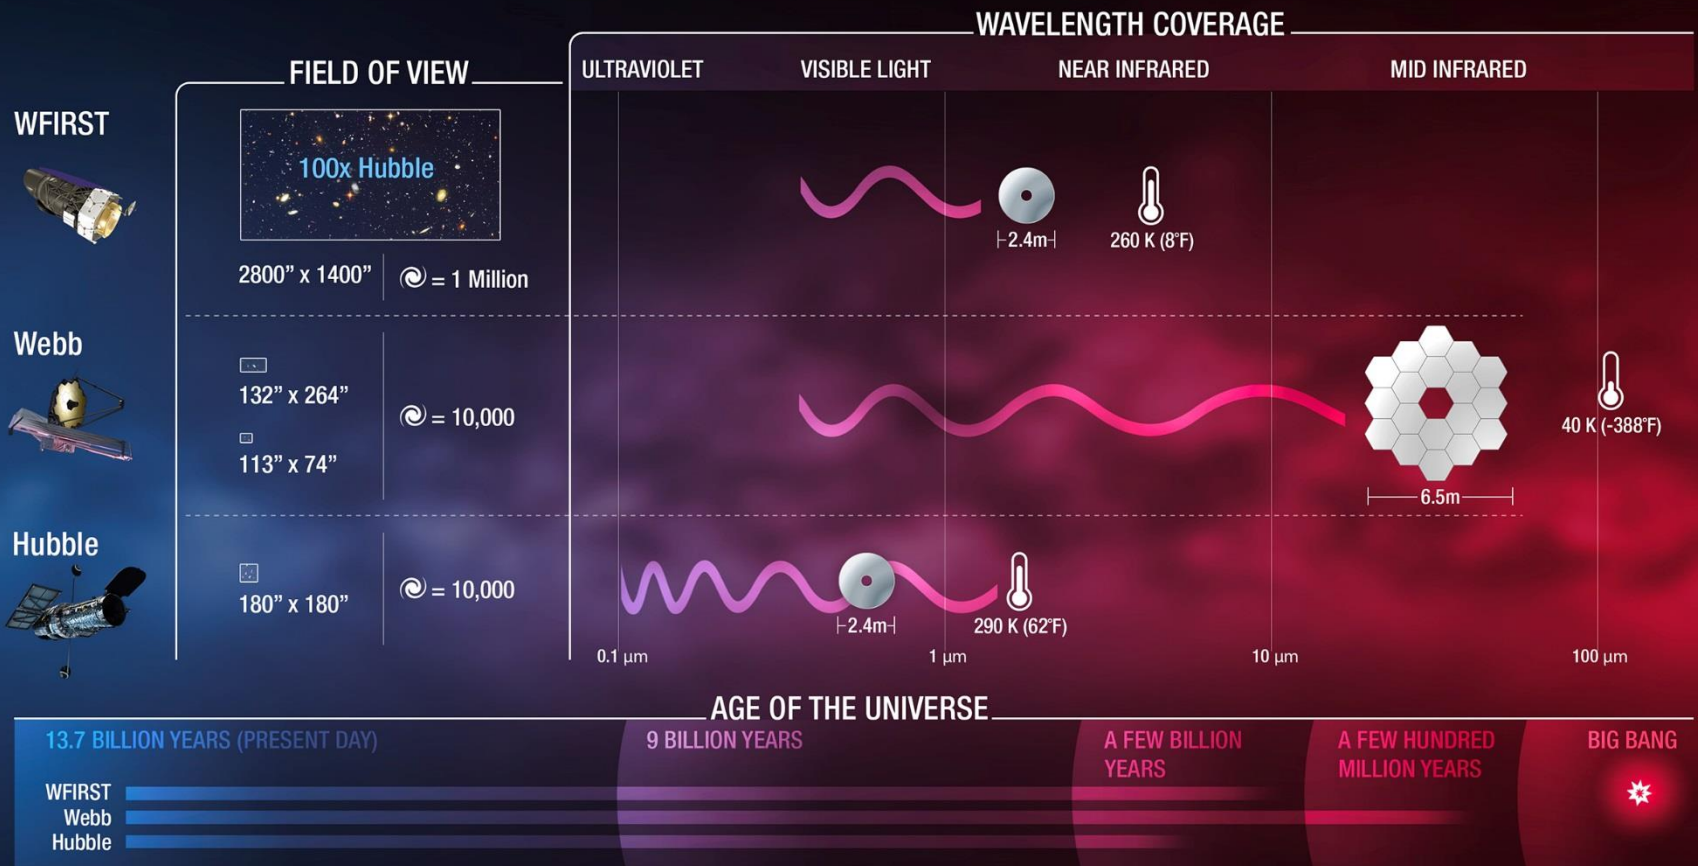 WAVELENGTH COVERAGE
FIELD OF VIEW
ULTRAVIOLET
VISIBLE LIGHT
NEAR INFRARED
MID INFRARED
WFIRST
100x Hubble
2800” x 1400”
= 1 Million
2.4m
260 K (8°F)
Webb
132” x 264”
113” x 74”
= 10,000
6.5m
40 K (-388°F)
Hubble
180” x 180”
= 10,000
2.4m
290 K (62°F)
0.1 µm
1 µm
10 µm
100 µm
AGE OF THE UNIVERSE
13.7 BILLION YEARS (PRESENT DAY)
9 BILLION YEARS
A FEW BILLION
YEARS
A FEW HUNDRED
MILLION YEARS
BIG BANG
WFIRST
Webb
Hubble